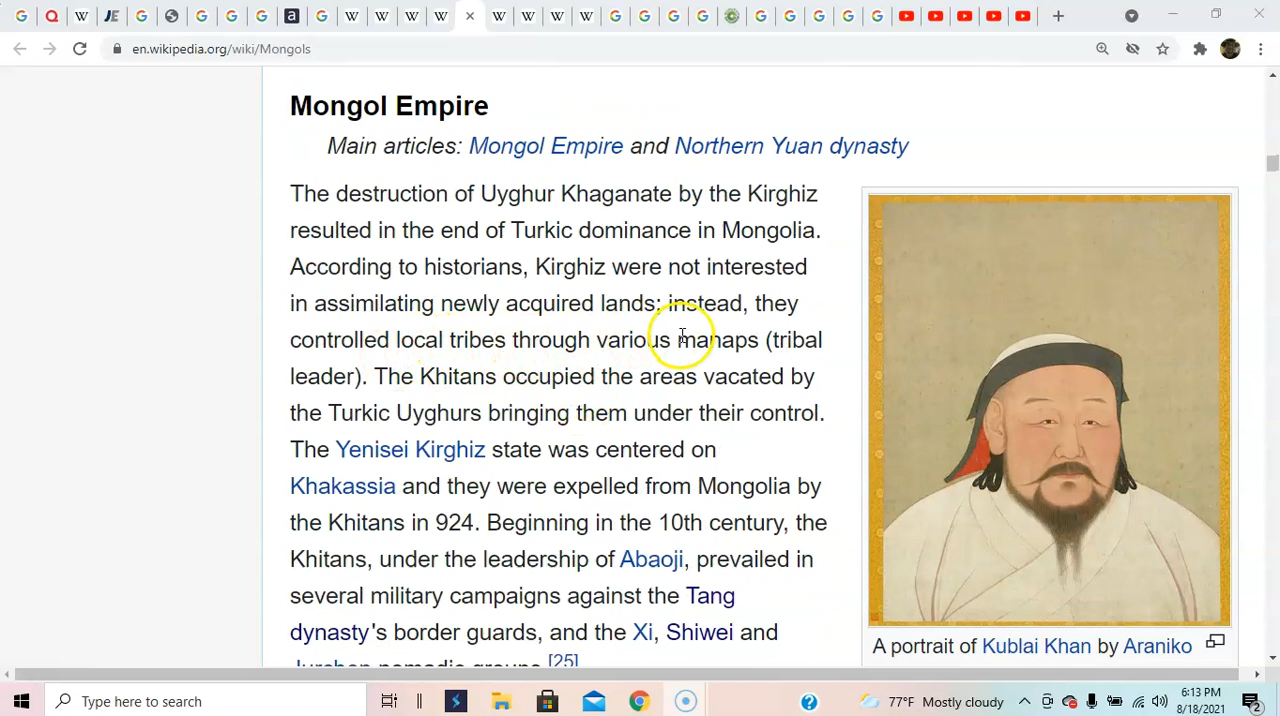 en.wikipedia.org/wiki/Mongols
Mongol Empire
Main articles: Mongol Empire and Northern Yuan dynasty
The destruction of Uyghur Khaganate by the Kirghiz
resulted in the end of Turkic dominance in Mongolia.
According to historians, Kirghiz were not interested
in assimilating newly acquired lands; instead, they
controlled local tribes through various manaps (tribal
leader). The Khitans occupied the areas vacated by
the Turkic Uyghurs bringing them under their control.
The Yenisei Kirghiz state was centered on
Khakassia and they were expelled from Mongolia by
the Khitans in 924. Beginning in the 10th century, the
Khitans, under the leadership of Abaoji, prevailed in
several military campaigns against the Tang
dynasty's border guards, and the Xi, Shiwei and
Jurchen nomadic groups.[25]
A portrait of Kublai Khan by Araniko
Type here to search
77°F Mostly cloudy
6:13 PM
8/18/2021
2